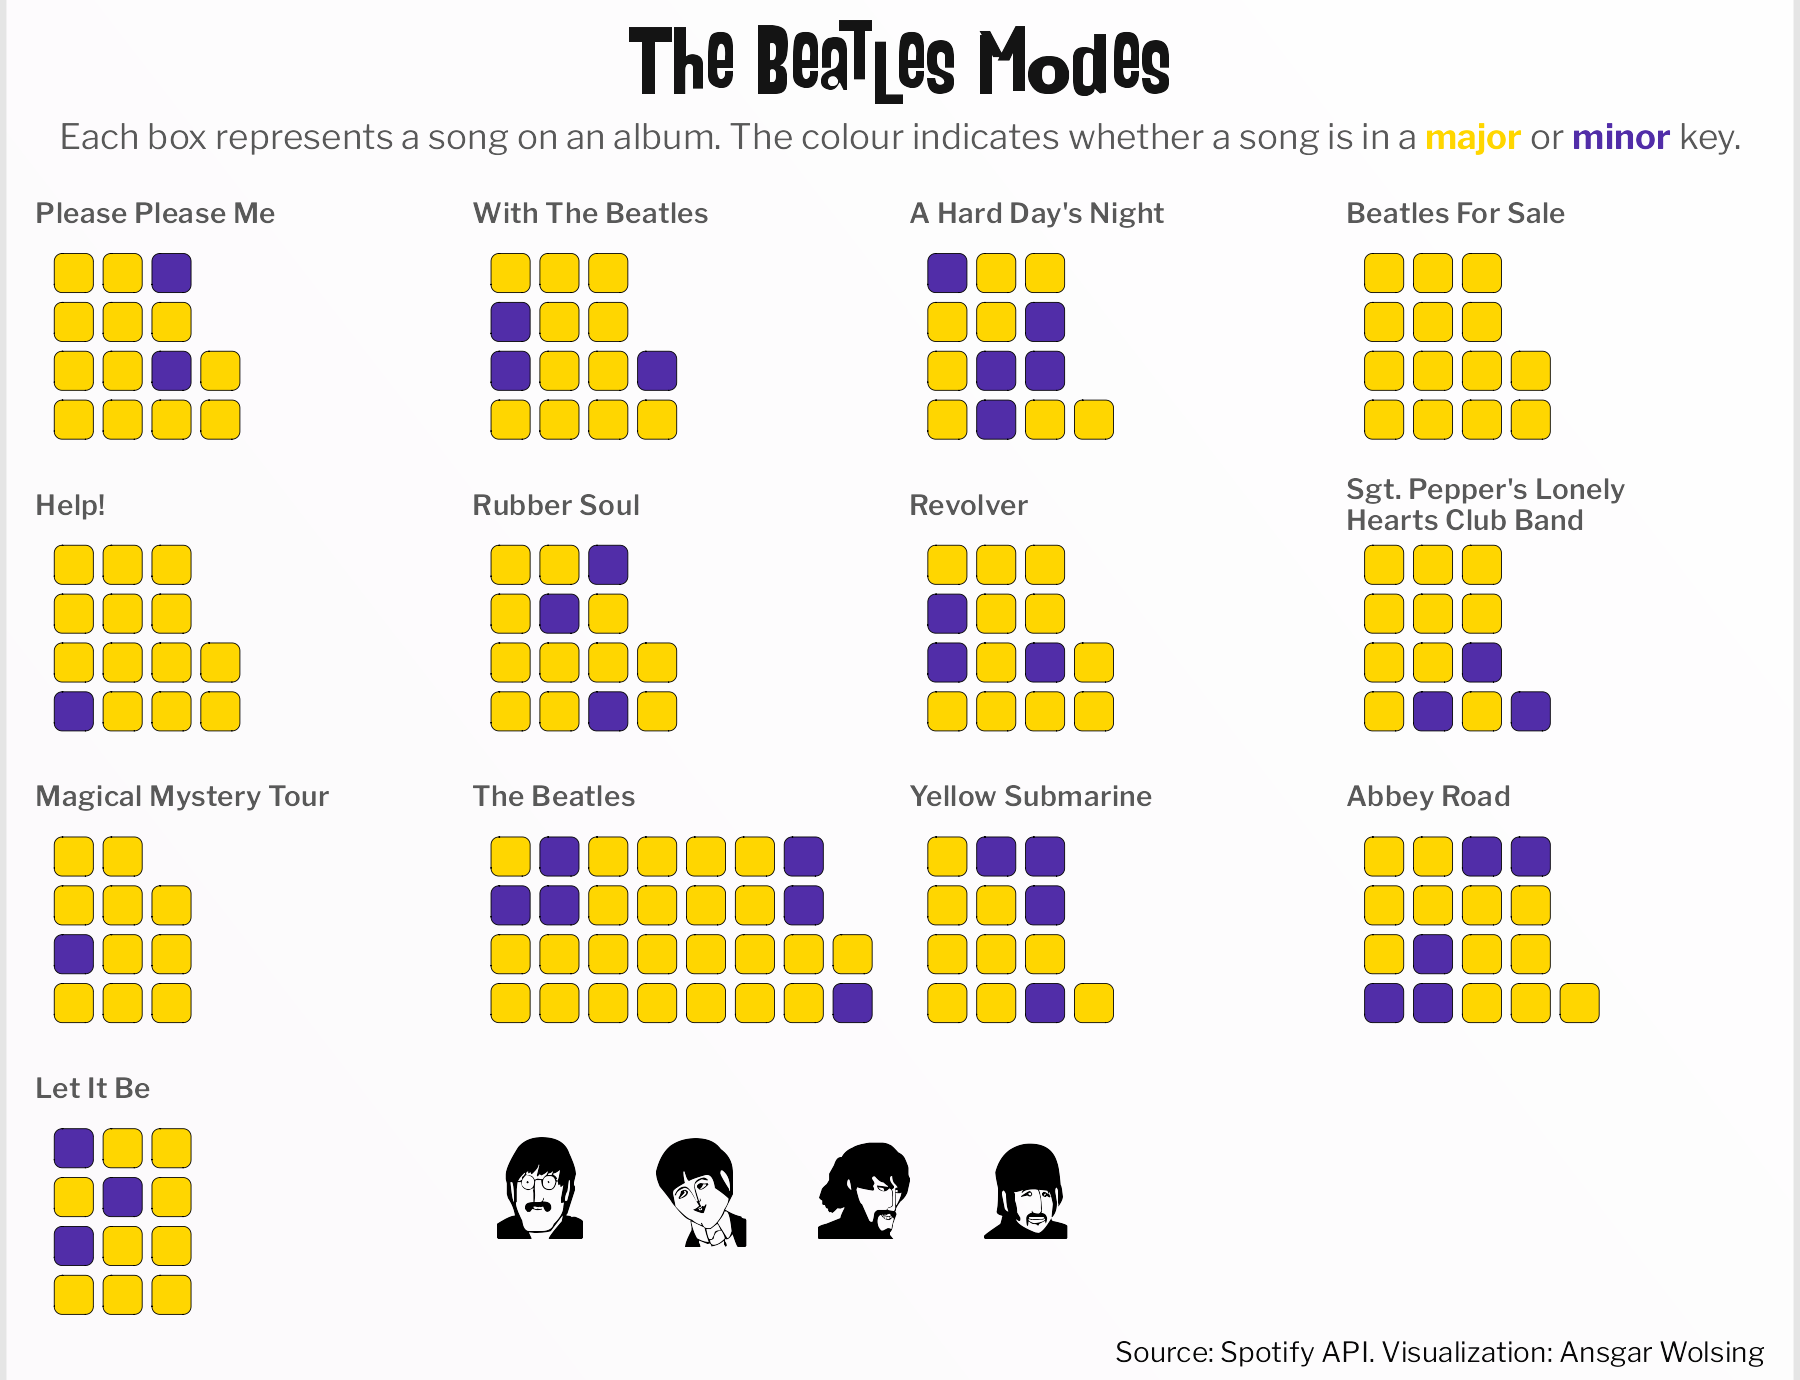 The Beatles Modes
Each box represents a song on an album. The colour indicates whether a song is in a major or minor key.
Please Please Me
With The Beatles
A Hard Day's Night
Beatles For Sale
Help!
Rubber Soul
Revolver
Sgt. Pepper's Lonely
Hearts Club Band
Magical Mystery Tour
The Beatles
Yellow Submarine
Abbey Road
Let It Be
Source: Spotify API. Visualization: Ansgar Wolsing